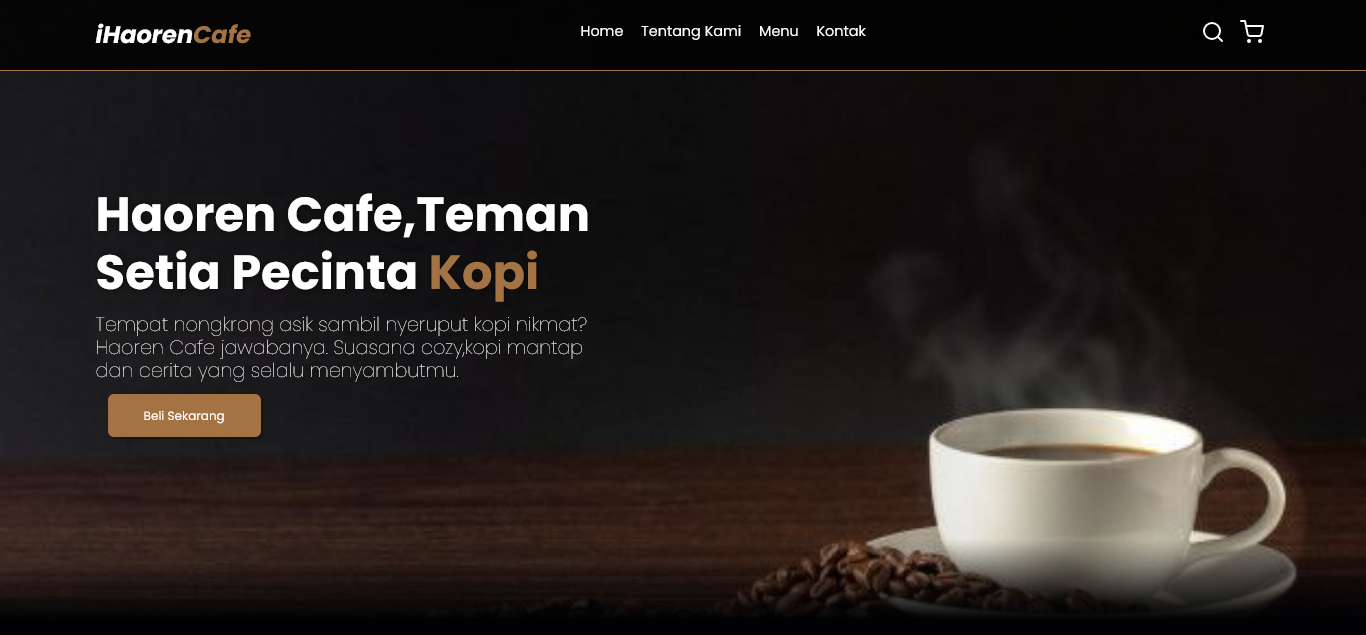 iHaorenCafe
Home Tentang Kami Menu Kontak
Haoren Cafe,Teman
Setia Pecinta Kopi
Tempat nongkrong asik sambil nyeruput kopi nikmat?
Haoren Cafe jawabanya. Suasana cozy,kopi mantap
dan cerita yang selalu menyambutmu.
Beli Sekarang